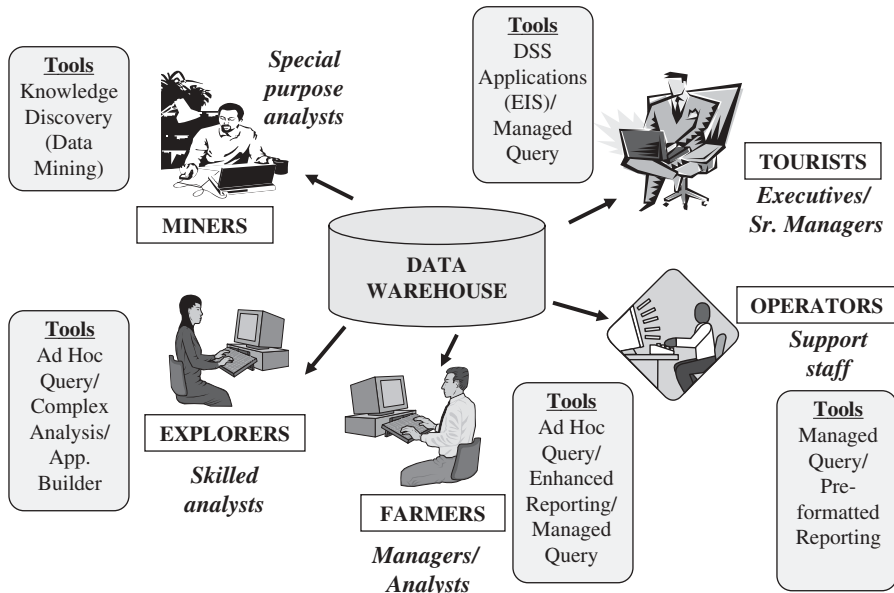 Tools
Knowledge
Discovery
(Data
Mining)
Special
purpose
analysts
MINERS
Tools
DSS
Applications
(EIS)/
Managed
Query
TOURISTS
Executives/
Sr. Managers
DATA
WAREHOUSE
OPERATORS
Support
staff
Tools
Managed
Query/
Pre-
formatted
Reporting
Tools
Ad Hoc
Query/
Complex
Analysis/
App.
Builder
EXPLORERS
Skilled
analysts
FARMERS
Managers/
Analysts
Tools
Ad Hoc
Query/
Enhanced
Reporting/
Managed
Query